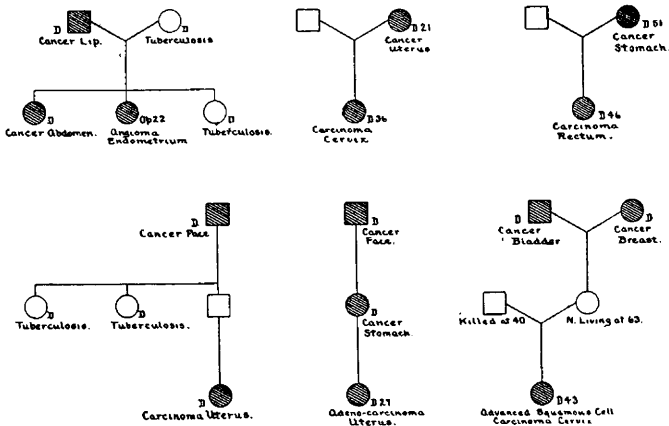 D
Cancer Lip.
D
Tuberculosis
D
Cancer Abdomen.
Op22
Angioma
Endometrium
D
Tuberculosis.
D21
Cancer
Uterus
D36
Carcinoma
Cervix
D51
Cancer
Stomach.
D46
Carcinoma
Rectum.
D
Cancer Face
D
Tuberculosis.
D
Tuberculosis.
D
Carcinoma Uterus.
D
Cancer
Face.
D
Cancer
Stomach.
D27
Adeno-carcinoma
Uterus.
D
Cancer
Bladder
D
Cancer
Breast.
Killed at 40
N. Living at 63.
D43
Advanced Squamous Cell
Carcinoma Cervix